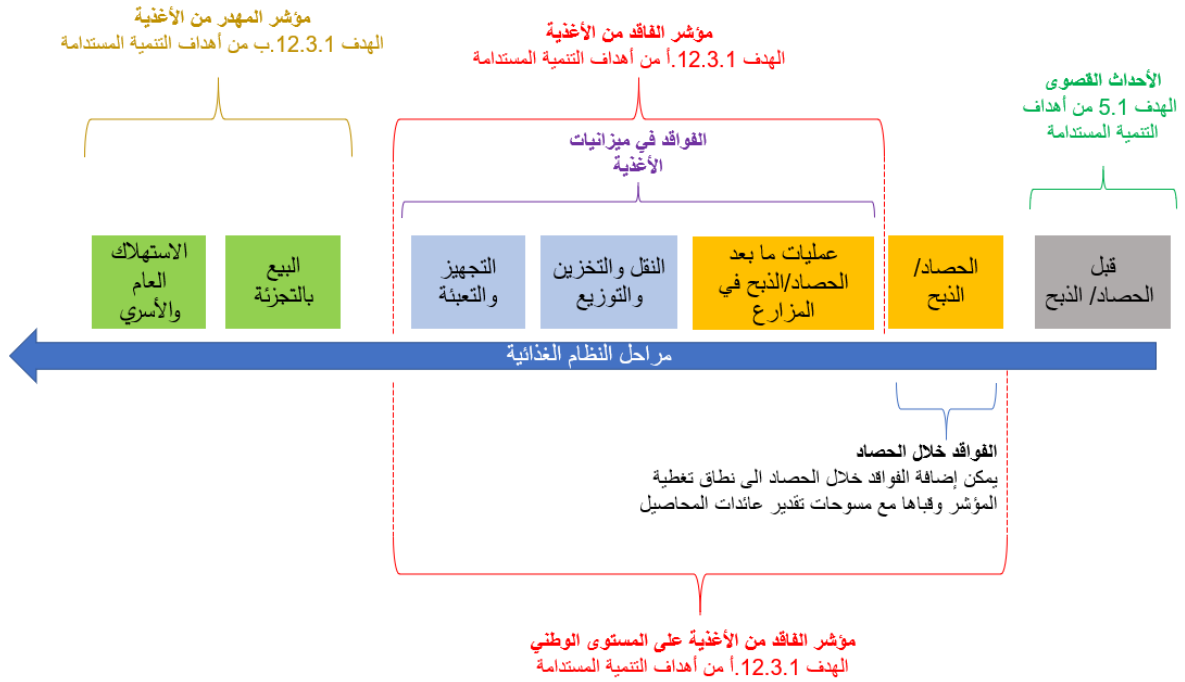 مؤشر المهدر من الأغذية
الهدف 12.3.1.ب من أهداف التنمية المستدامة
مؤشر الفاقد من الأغذية
الهدف 12.3.1.أ من أهداف التنمية المستدامة
الأحداث القصوى
الهدف 5.1 من أهداف
التنمية المستدامة
الفواقد في ميزانيات
الأغذية
قبل
الحصاد/ الذبح
الحصاد/
الذبح
عمليات ما بعد
الحصاد/الذبح في
المزارع
النقل والتخزين
والتوزيع
التجهيز
والتعبئة
البيع
بالتجزئة
الاستهلاك
العام
والأسري
مراحل النظام الغذائية
الفواقد خلال الحصاد
يمكن إضافة الفواقد خلال الحصاد الى نطاق تغطية
المؤشر وقباها مع مسوحات تقدير عائدات المحاصيل
مؤشر الفاقد من الأغذية على المستوى الوطني
الهدف 12.3.1.أ من أهداف التنمية المستدامة